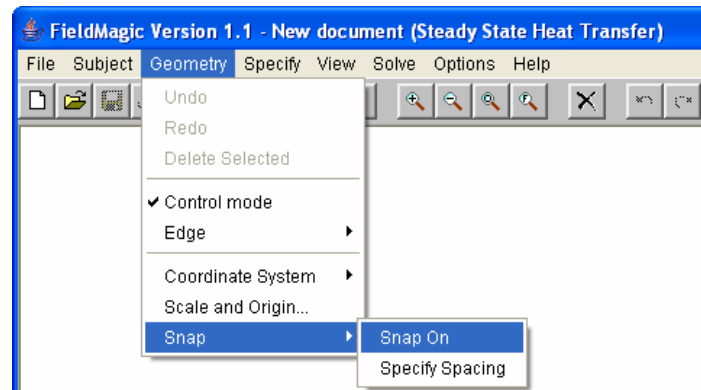 FieldMagic Version 1.1 - New document (Steady State Heat Transfer)
File Subject Geometry Specify View Solve Options Help
Undo
Redo
Delete Selected
Control mode
Edge
Coordinate System
Scale and Origin...
Snap
Snap On
Specify Spacing